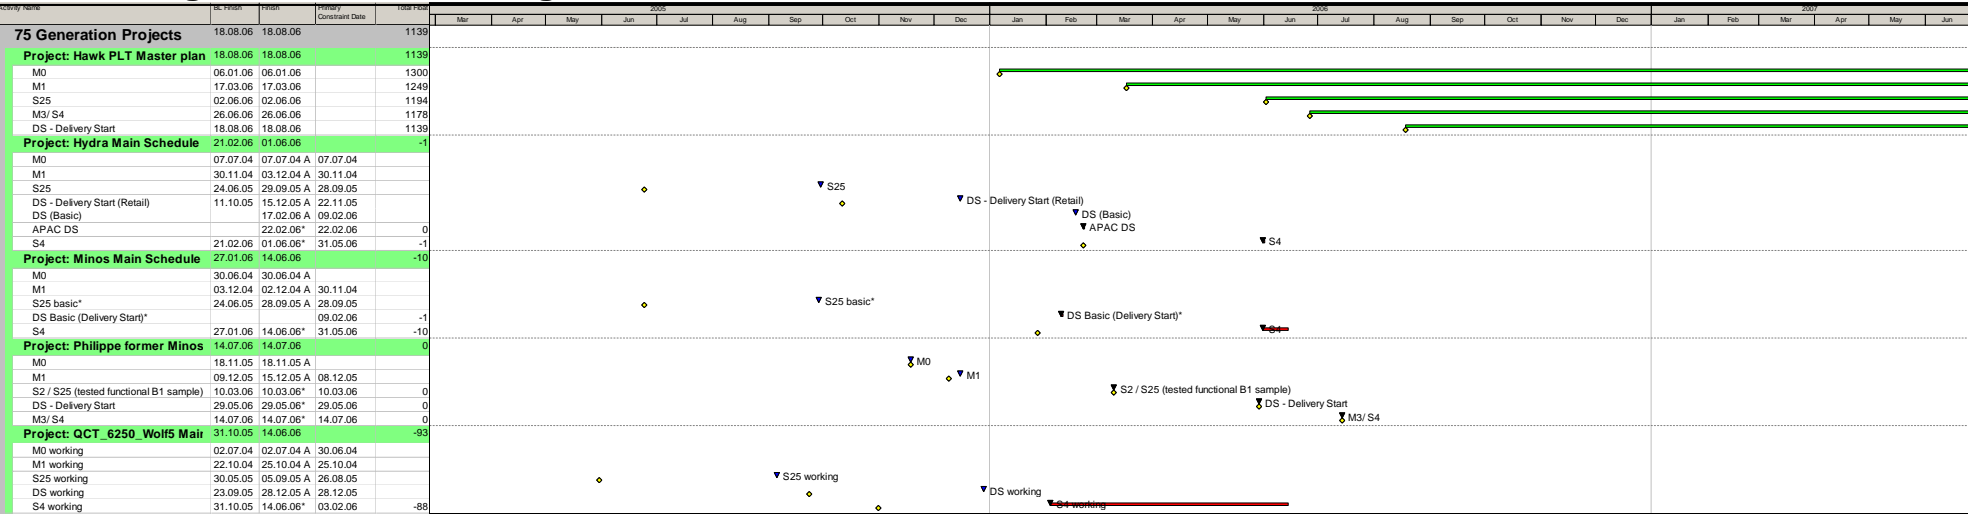 Activity Name BL Finish Finish Primary Constraint Date Total Float
2005 2006 2007
Mar Apr May Jun Jul Aug Sep Oct Nov Dec Jan Feb Mar Apr May Jun Jul Aug Sep Oct Nov Dec Jan Feb Mar Apr May Jun
75 Generation Projects 18.08.06 18.08.06 1139
Project: Hawk PLT Master plan 18.08.06 18.08.06 1139
M0 06.01.06 06.01.06 1300
M1 17.03.06 17.03.06 1249
S25 02.06.06 02.06.06 1194
M3/ S4 26.06.06 26.06.06 1178
DS - Delivery Start 18.08.06 18.08.06 1139
Project: Hydra Main Schedule 21.02.06 01.06.06 -1
M0 07.07.04 07.07.04 A 07.07.04
M1 30.11.04 03.12.04 A 30.11.04
S25 24.06.05 29.09.05 A 28.09.05 S25
DS - Delivery Start (Retail) 11.10.05 15.12.05 A 22.11.05 DS - Delivery Start (Retail)
DS (Basic) 17.02.06 A 09.02.06 DS (Basic)
APAC DS 22.02.06* 22.02.06 0 APAC DS
S4 21.02.06 01.06.06* 31.05.06 -1 S4
Project: Minos Main Schedule 27.01.06 14.06.06 -10
M0 30.06.04 30.06.04 A
M1 03.12.04 02.12.04 A 30.11.04
S25 basic* 24.06.05 28.09.05 A 28.09.05 S25 basic*
DS Basic (Delivery Start)* 09.02.06 -1 DS Basic (Delivery Start)*
S4 27.01.06 14.06.06* 31.05.06 -10 S4
Project: Philippe former Minos 14.07.06 14.07.06 0
M0 18.11.05 18.11.05 A M0
M1 09.12.05 15.12.05 A 08.12.05 M1
S2 / S25 (tested functional B1 sample) 10.03.06 10.03.06* 10.03.06 0 S2 / S25 (tested functional B1 sample)
DS - Delivery Start 29.05.06 29.05.06* 29.05.06 0 DS - Delivery Start
M3/ S4 14.07.06 14.07.06* 14.07.06 0 M3/ S4
Project: QCT_6250_Wolf5 Mair 31.10.05 14.06.06 -93
M0 working 02.07.04 02.07.04 A 30.06.04
M1 working 22.10.04 25.10.04 A 25.10.04
S25 working 30.05.05 05.09.05 A 26.08.05 S25 working
DS working 23.09.05 28.12.05 A 28.12.05 DS working
S4 working 31.10.05 14.06.06* 03.02.06 -88 S4 working